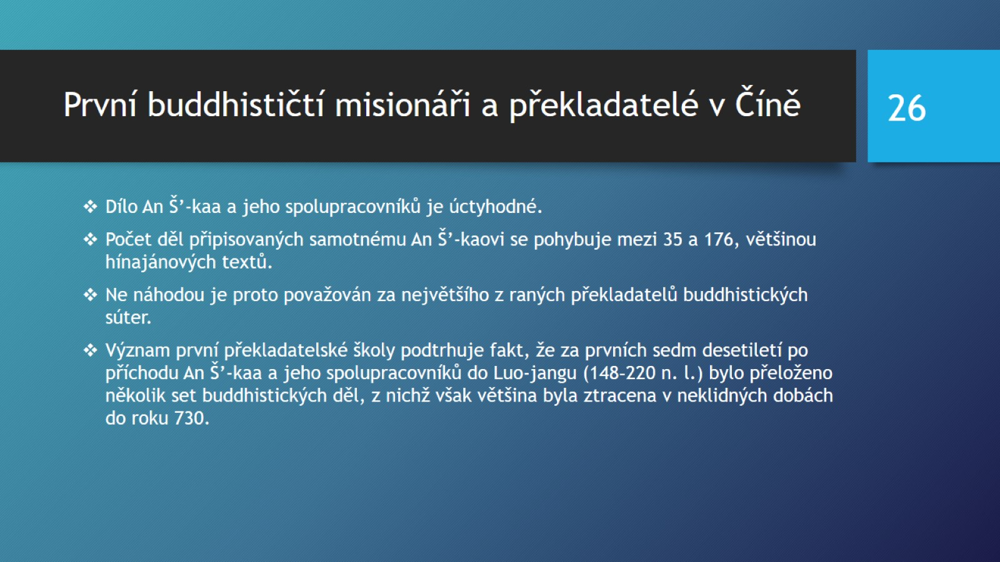 První buddhističtí misionáři a překladatelé v Číně
26
❖ Dílo An Š’-kaa a jeho spolupracovníků je úctyhodné.
❖ Počet děl připisovaných samotnému An Š’-kaovi se pohybuje mezi 35 a 176, většinou
hínajánových textů.
❖ Ne náhodou je proto považován za největšího z raných překladatelů buddhistických
súter.
❖ Význam první překladatelské školy podtrhuje fakt, že za prvních sedm desetiletí po
příchodu An Š’-kaa a jeho spolupracovníků do Luo-jangu (148-220 n. l.) bylo přeloženo
několik set buddhistických děl, z nichž však většina byla ztracena v neklidných dobách
do roku 730.